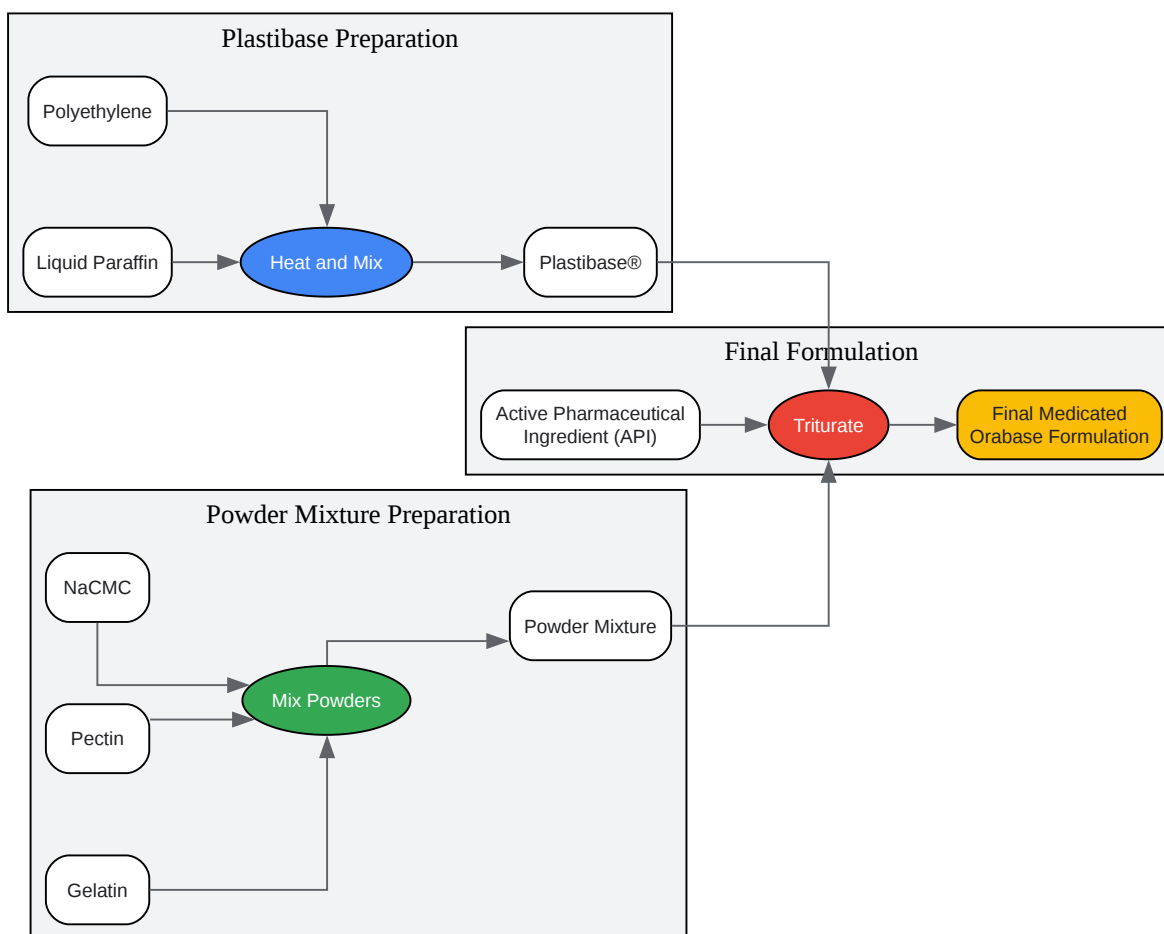 Plastibase Preparation
Polyethylene
Liquid Paraffin
Heat and Mix
Plastibase®
Final Formulation
Active Pharmaceutical
Ingredient (API)
Triturate
Final Medicated
Orabase Formulation
Powder Mixture Preparation
NaCMC
Powder Mixture
Mix Powders
Pectin
Gelatin